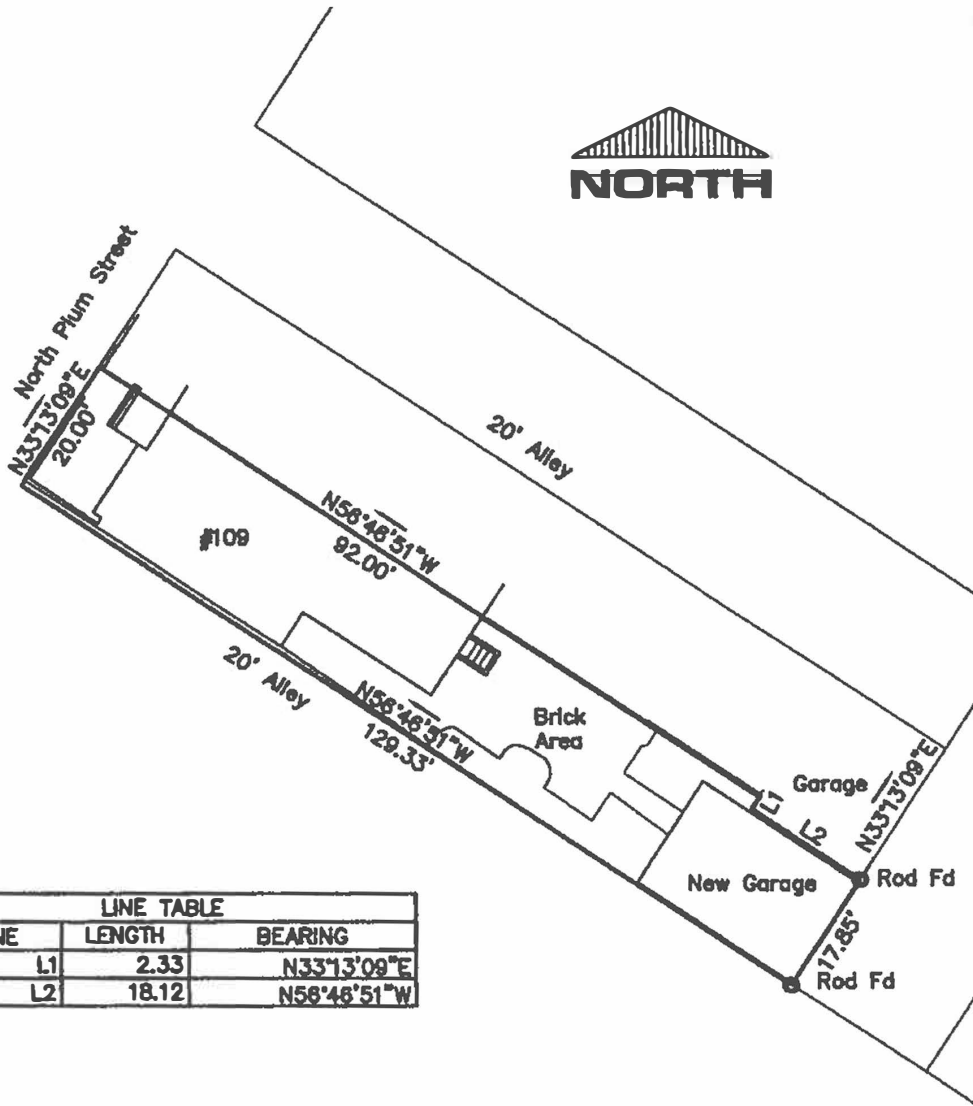 NORTH
North Plum Street
N33°13'09"E
20.00'
20' Alley
N56°46'51"W
92.00'
#109
20' Alley
N56°46'51"W
129.33'
Brick
Area
Garage
L1
L2
N33°13'09"E
New Garage
Rod Fd
17.85'
Rod Fd
LINE TABLE
NE LENGTH BEARING
L1 2.33 N33°13'09"E
L2 18.12 N56°46'51"W